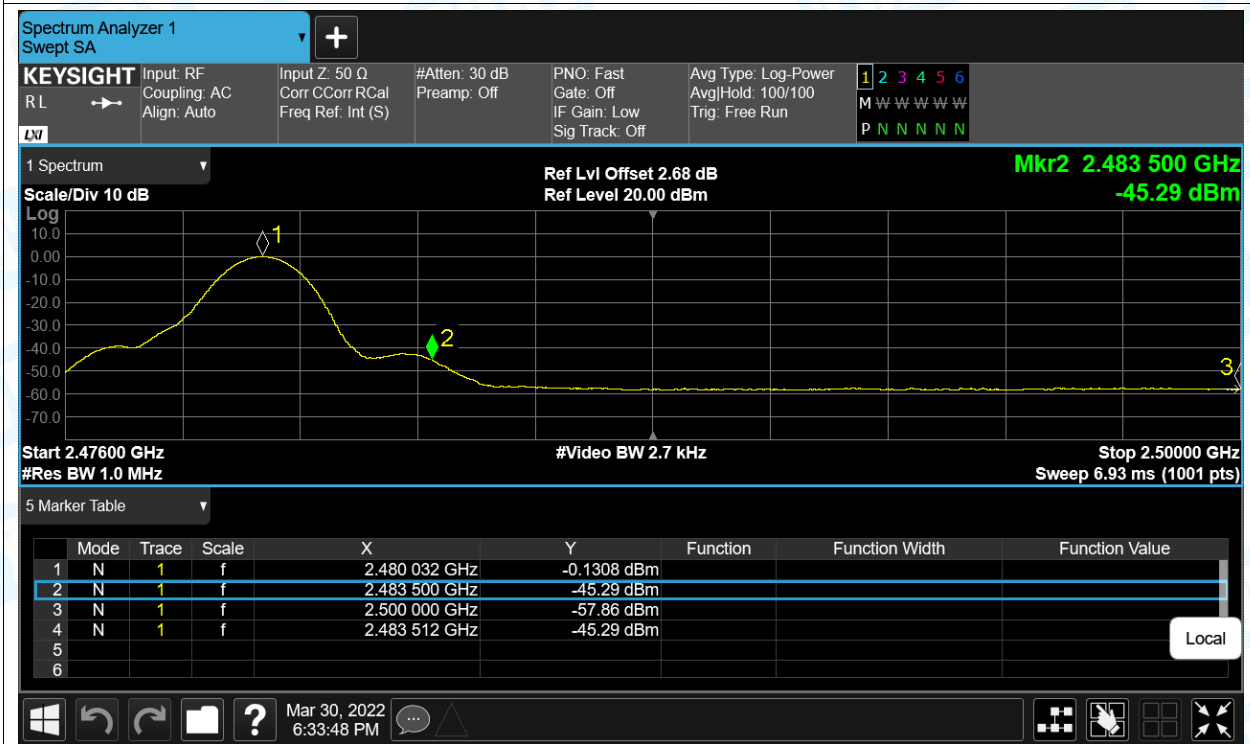 Spectrum Analyzer 1
Swept SA
KEYSIGHT
R L
LXI
Input: RF
Coupling: AC
Align: Auto
Input Z: 50 Ω
Corr CCorr RCal
Freq Ref: Int (S)
#Atten: 30 dB
Preamp: Off
PNO: Fast
Gate: Off
IF Gain: Low
Sig Track: Off
Avg Type: Log-Power
Avg|Hold: 100/100
Trig: Free Run
1 2 3 4 5 6
M W W W W W
P N N N N N
1 Spectrum
Scale/Div 10 dB
Ref Lvl Offset 2.68 dB
Ref Level 20.00 dBm
Mkr2 2.483 500 GHz
-45.29 dBm
Log
10.0
0.00
-10.0
-20.0
-30.0
-40.0
-50.0
-60.0
-70.0
1
2
3
Start 2.47600 GHz
#Res BW 1.0 MHz
#Video BW 2.7 kHz
Stop 2.50000 GHz
Sweep 6.93 ms (1001 pts)
5 Marker Table
Mode Trace Scale X Y Function Function Width Function Value
1 N 1 f 2.480 032 GHz -0.1308 dBm
2 N 1 f 2.483 500 GHz -45.29 dBm
3 N 1 f 2.500 000 GHz -57.86 dBm
4 N 1 f 2.483 512 GHz -45.29 dBm
5
6
Local
?
Mar 30, 2022
6:33:48 PM